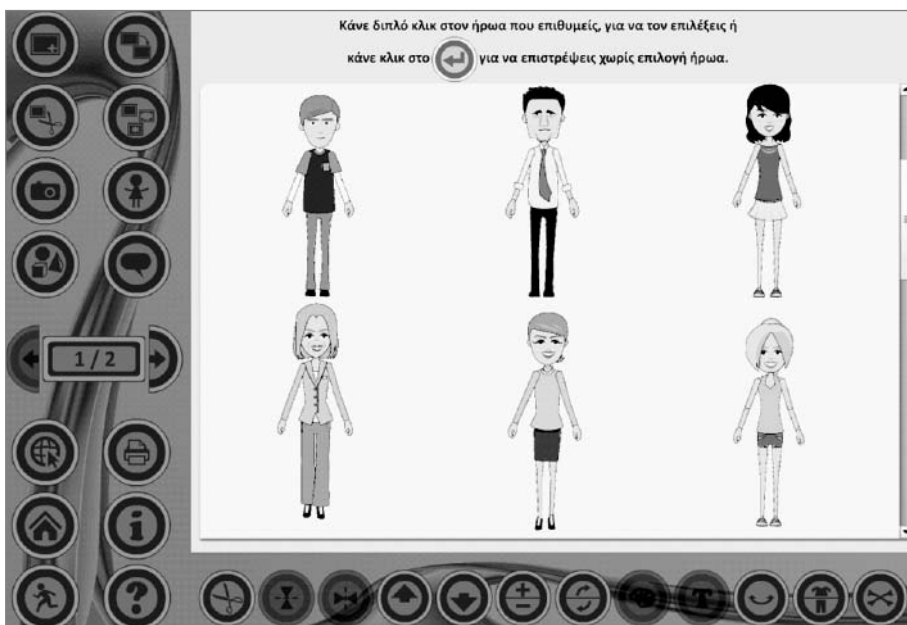 Κάνε διπλό κλικ στον ήρωα που επιθυμείς, για να τον επιλέξεις ή
κάνε κλικ στο για να επιστρέψεις χωρίς επιλογή ήρωα.
1 / 2
i
?
T